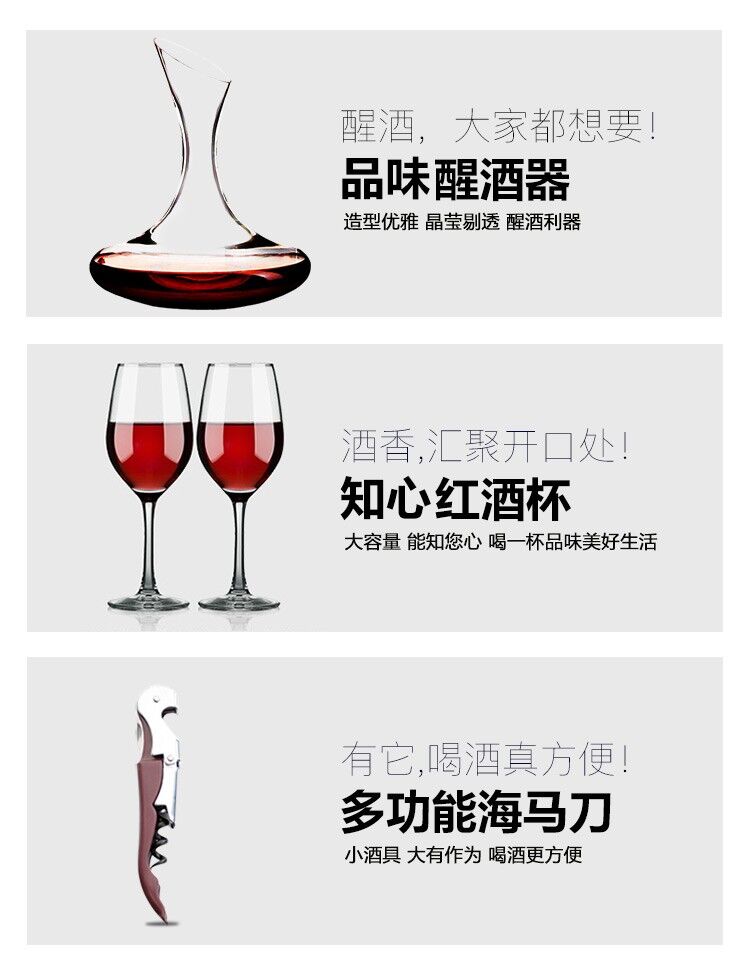 醒酒，大家都想要!
品味醒酒器
造型优雅 晶莹剔透 醒酒利器
酒香,汇聚开口处!
知心红酒杯
大容量 能知您心 喝一杯品味美好生活
有它,喝酒真方便!
多功能海马刀
小酒具 大有作为 喝酒更方便